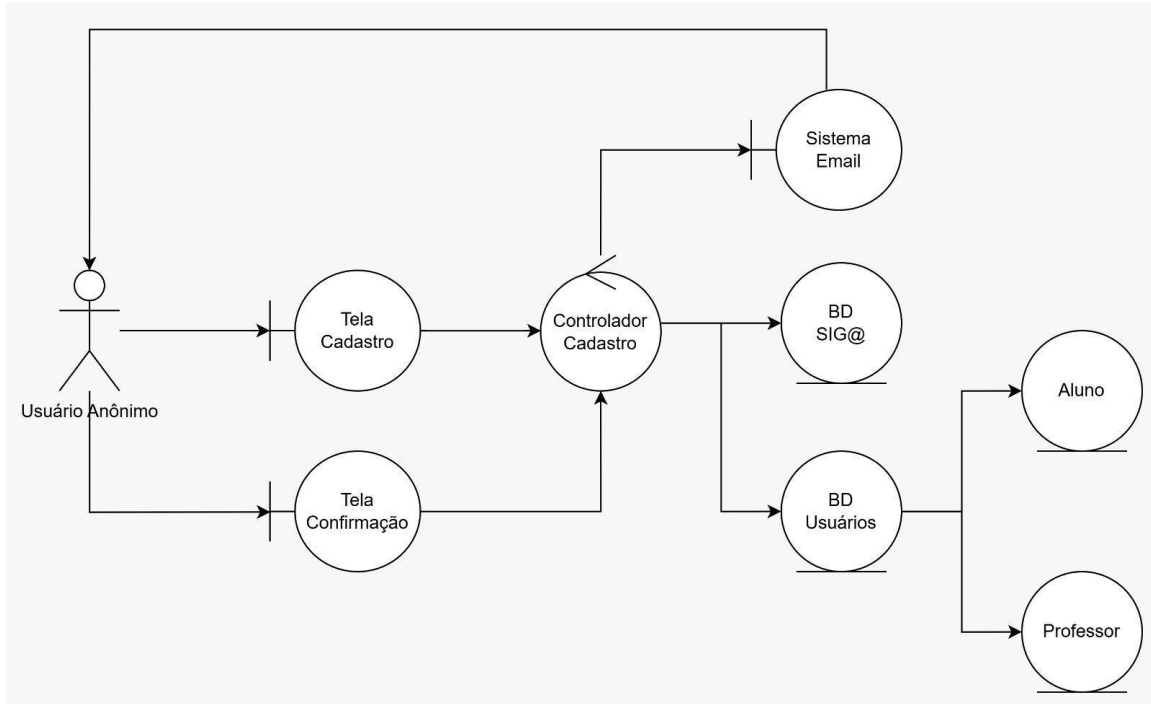 Sistema
Email
Tela
Cadastro
Controlador
Cadastro
BD
SIG@
Aluno
Usuário Anônimo
Tela
Confirmação
BD
Usuários
Professor